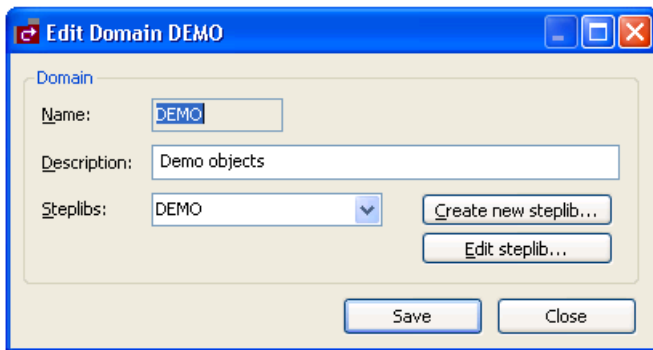 Edit Domain DEMO
Domain
Name: DEMO
Description: Demo objects
Steplibs: DEMO Create new steplib...
Edit steplib...
Save Close